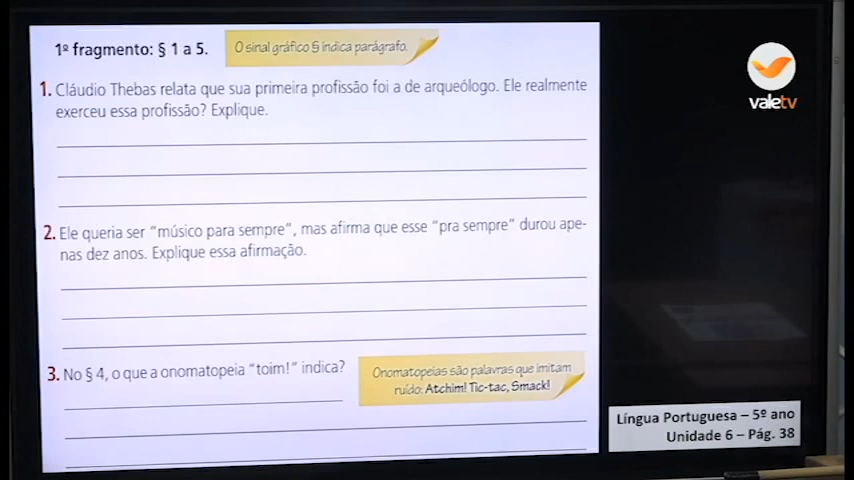 1º fragmento: § 1 a 5.
O sinal gráfico § indica parágrafo.
1. Cláudio Thebas relata que sua primeira profissão foi a de arqueólogo. Ele realmente
exerceu essa profissão? Explique.
2. Ele queria ser "músico para sempre", mas afirma que esse "pra sempre" durou ape-
nas dez anos. Explique essa afirmação.
3. No § 4, o que a onomatopeia "toim!" indica?
Onomatopeias são palavras que imitam
ruído: Atchim! Tic-tac, Smack!
valetv
Língua Portuguesa – 5º ano
Unidade 6 – Pág. 38